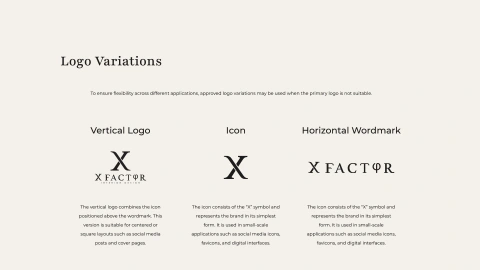 Logo Variations
To ensure flexibility across different applications, approved logo variations may be used when the primary logo is not suitable.
Vertical Logo
Icon
Horizontal Wordmark
X
X FACTΦR
INTERIOR DESIGN
X
X FACTΦR
The vertical logo combines the icon
positioned above the wordmark. This
version is suitable for centered or
square layouts such as social media
posts and cover pages.
The icon consists of the "X" symbol and
represents the brand in its simplest
form. It is used in small-scale
applications such as social media icons,
favicons, and digital interfaces.
The icon consists of the "X" symbol and
represents the brand in its simplest
form. It is used in small-scale
applications such as social media icons,
favicons, and digital interfaces.